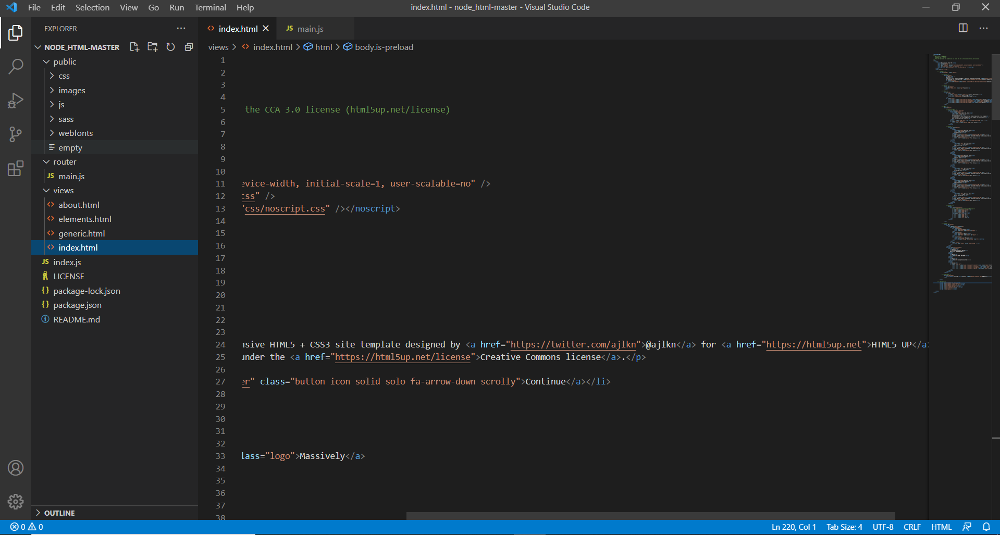 File Edit Selection View Go Run Terminal Help
index.html - node_html-master - Visual Studio Code
EXPLORER
index.html
JS main.js
NODE_HTML-MASTER
views > index.html > html > body.is-preload
public
css
images
js
sass
webfonts
empty
router
JS main.js
views
about.html
elements.html
generic.html
index.html
JS index.js
LICENSE
{} package-lock.json
{} package.json
README.md
OUTLINE
1
2
3
4
5 the CCA 3.0 license (html5up.net/license)
6
7
8
9
10
11 evice-width, initial-scale=1, user-scalable=no" />
12 css" />
13 "css/noscript.css" /></noscript>
14
15
16
17
18
19
20
21
22
23
24 nsive HTML5 + CSS3 site template designed by <a href="https://twitter.com/ajlkn">@ajlkn</a> for <a href="https://html5up.net">HTML5 UP</a>
25 under the <a href="https://html5up.net/license">Creative Commons license</a>.</p>
26
27 er" class="button icon solid solo fa-arrow-down scrolly">Continue</a></li>
28
29
30
31
32
33 lass="logo">Massively</a>
34
35
36
37
38
0 0
Ln 220, Col 1 Tab Size: 4 UTF-8 CRLF HTML